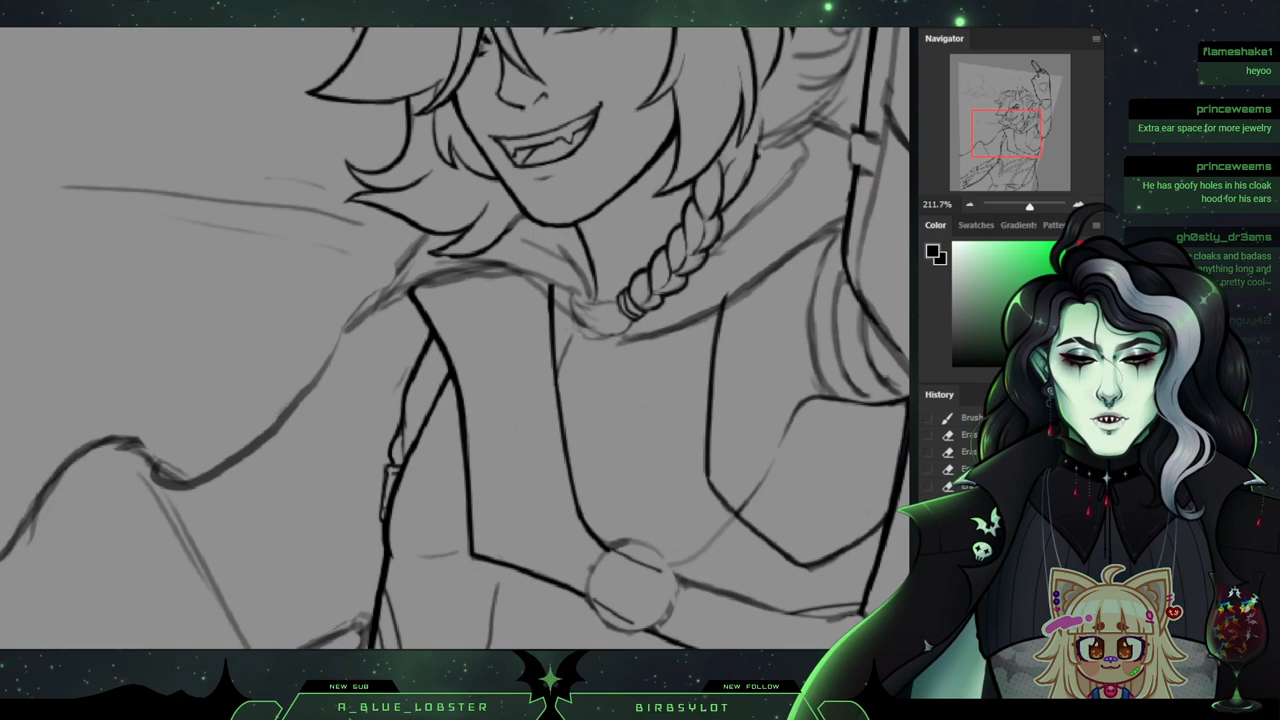 Navigator
211.7%
Color Swatches Gradients Patte
History
Brush
Era
flameshake1
heyoo
princeweems
Extra ear space for more jewelry
princeweems
He has goofy holes in his cloak
hood for his ears
gh0stly_dr3ams
cloaks and badass
anything long and
pretty cool~
NEW SUB
A_BLUE_LOBSTER
NEW FOLLOW
BIRBSYLOT